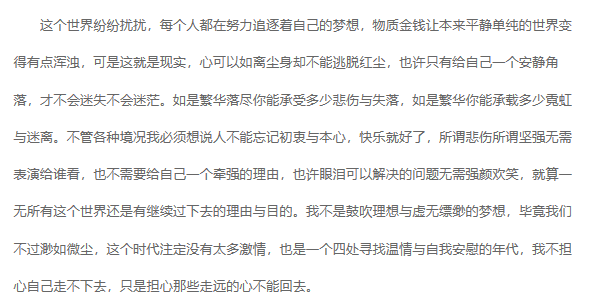 这个世界纷纷扰扰，每个人都在努力追逐着自己的梦想，物质金钱让本来平静单纯的世界变
得有点浑浊，可是这就是现实，心可以如离尘身却不能逃脱红尘，也许只有给自己一个安静角
落，才不会迷失不会迷茫。如是繁华落尽你能承受多少悲伤与失落，如是繁华你能承载多少霓虹
与迷离。不管各种境况我必须想说人不能忘记初衷与本心，快乐就好了，所谓悲伤所谓坚强无需
表演给谁看，也不需要给自己一个牵强的理由，也许眼泪可以解决的问题无需强颜欢笑，就算一
无所有这个世界还是有继续过下去的理由与目的。我不是鼓吹理想与虚无缥缈的梦想，毕竟我们
不过渺如微尘，这个时代注定没有太多激情，也是一个四处寻找温情与自我安慰的年代，我不担
心自己走不下去，只是担心那些走远的心不能回去。